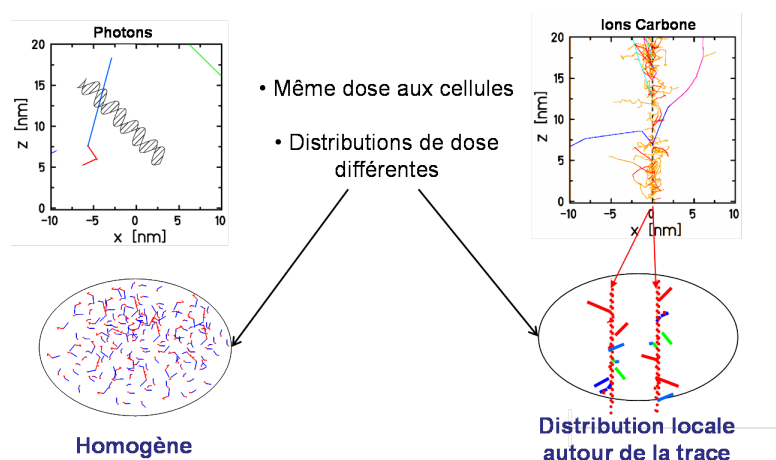 Photons
20
15
10
5
0
-10 -5 0 5 10
z [nm]
x [nm]
• Même dose aux cellules
• Distributions de dose
différentes
Ions Carbone
20
15
10
5
0
-10 -5 0 5 10
z [nm]
x [nm]
Homogène
Distribution locale
autour de la trace